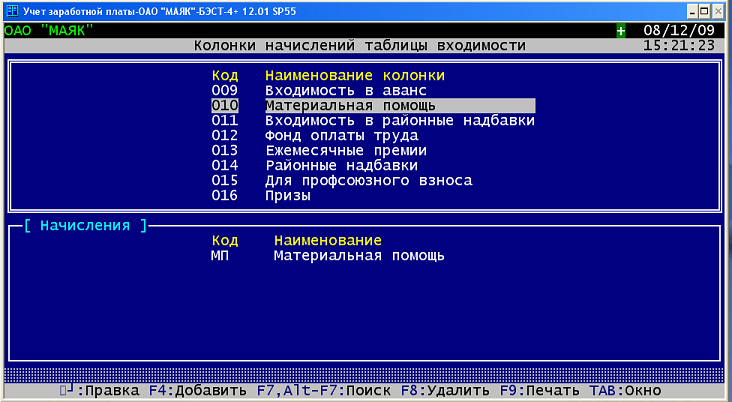 Учет заработной платы-ОАО "МАЯК"-БЭСТ-4+ 12.01 SP55
ОАО "МАЯК" + 08/12/09
Колонки начислений таблицы входимости 15:21:23
Код Наименование колонки
009 Входимость в аванс
010 Материальная помощь
011 Входимость в районные надбавки
012 Фонд оплаты труда
013 Ежемесячные премии
014 Районные надбавки
015 Для профсоюзного взноса
016 Призы
[ Начисления ]
Код Наименование
МП Материальная помощь
┘:Правка F4:Добавить F7,Alt-F7:Поиск F8:Удалить F9:Печать TAB:Окно